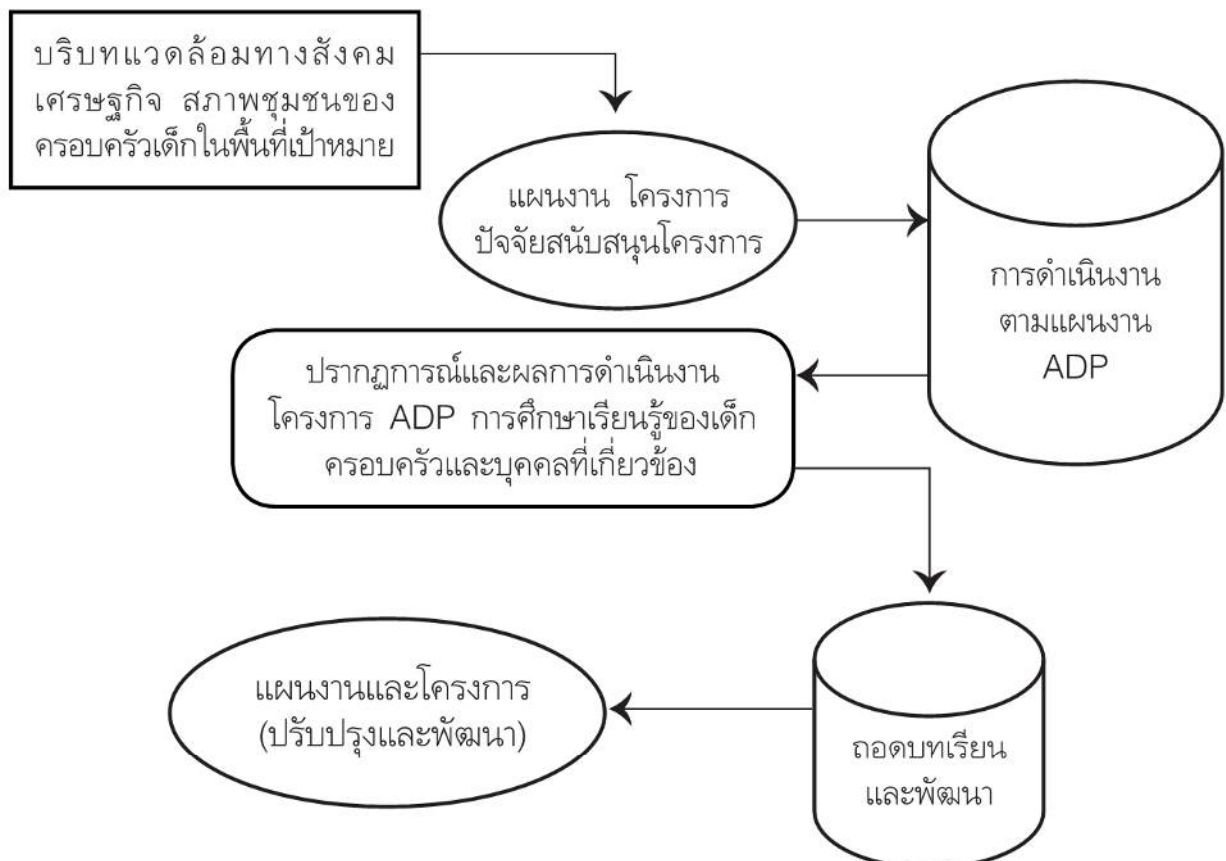 บริบทแวดล้อมทางสังคม
เศรษฐกิจ สภาพชุมชนของ
ครอบครัวเด็กในพื้นที่เป้าหมาย
แผนงาน โครงการ
ปัจจัยสนับสนุนโครงการ
การดำเนินงาน
ตามแผนงาน
ADP
ปรากฏการณ์และผลการดำเนินงาน
โครงการ ADP การศึกษาเรียนรู้ของเด็ก
ครอบครัวและบุคคลที่เกี่ยวข้อง
ถอดบทเรียน
และพัฒนา
แผนงานและโครงการ
(ปรับปรุงและพัฒนา)